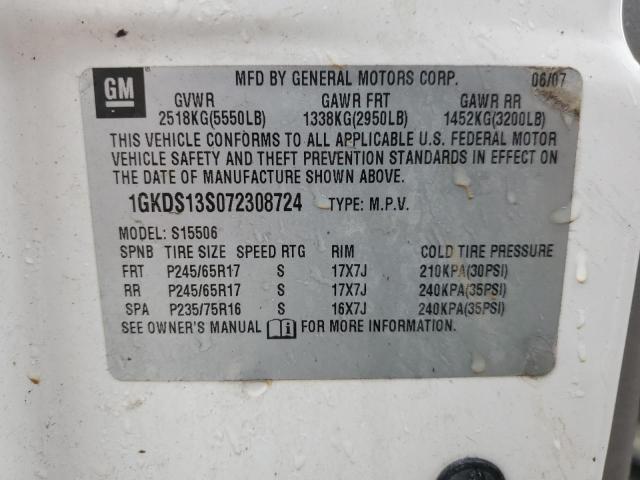 GM
MFD BY GENERAL MOTORS CORP. 06/07
GVWR GAWR FRT GAWR RR
2518KG(5550LB) 1338KG(2950LB) 1452KG(3200LB)
THIS VEHICLE CONFORMS TO ALL APPLICABLE U.S. FEDERAL MOTOR
VEHICLE SAFETY AND THEFT PREVENTION STANDARDS IN EFFECT ON
THE DATE OF MANUFACTURE SHOWN ABOVE.
1GKDS13S072308724 TYPE: M.P.V.
MODEL: S15506
SPNB TIRE SIZE SPEED RTG RIM COLD TIRE PRESSURE
FRT P245/65R17 S 17X7J 210KPA(30PSI)
RR P245/65R17 S 17X7J 240KPA(35PSI)
SPA P235/75R16 S 16X7J 240KPA(35PSI)
SEE OWNER'S MANUAL FOR MORE INFORMATION.